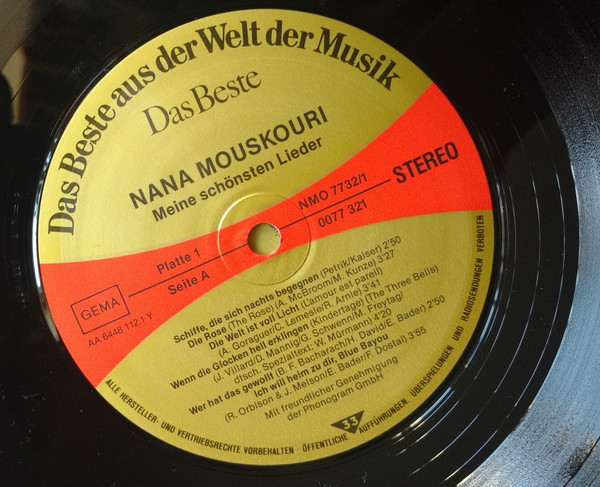 Das Beste aus der Welt der Musik
Das Beste
NANA MOUSKOURI
Meine schönsten Lieder
Platte 1
Seite A
NMO 7732/1
0077 321
STEREO
GEMA
AA 6448 112.1 Y
Schiffe, die sich nachts begegnen (Petrik/Kaiser) 2'50
Die Rose (The Rose) (A. McBroom/M. Kunze) 3'27
Die Welt ist voll Licht (L'amour est pareil)
(A. Goraguer/C. Lemesle/R. Arnie) 3'41
Wenn die Glocken hell erklingen (Kindertage) (The Three Bells)
(J. Villard/D. Mannig/G. Schwenn/M. Freytag/
dtsch. Spezialtext: W. Mörmann) 4'20
Wer hat das gewollt (B. F. Bacharach/H. David/E. Bader) 2'50
Ich will heim zu dir, Blue Bayou
(R. Orbison & J. Melson/E. Bader/F. Dostal) 3'55
Mit freundlicher Genehmigung
der Phonogram GmbH
33
ALLE HERSTELLER- UND VERTRIEBSRECHTE VORBEHALTEN · ÖFFENTLICHE AUFFÜHRUNGEN, ÜBERSPIELUNGEN UND RADIOSENDUNGEN VERBOTEN